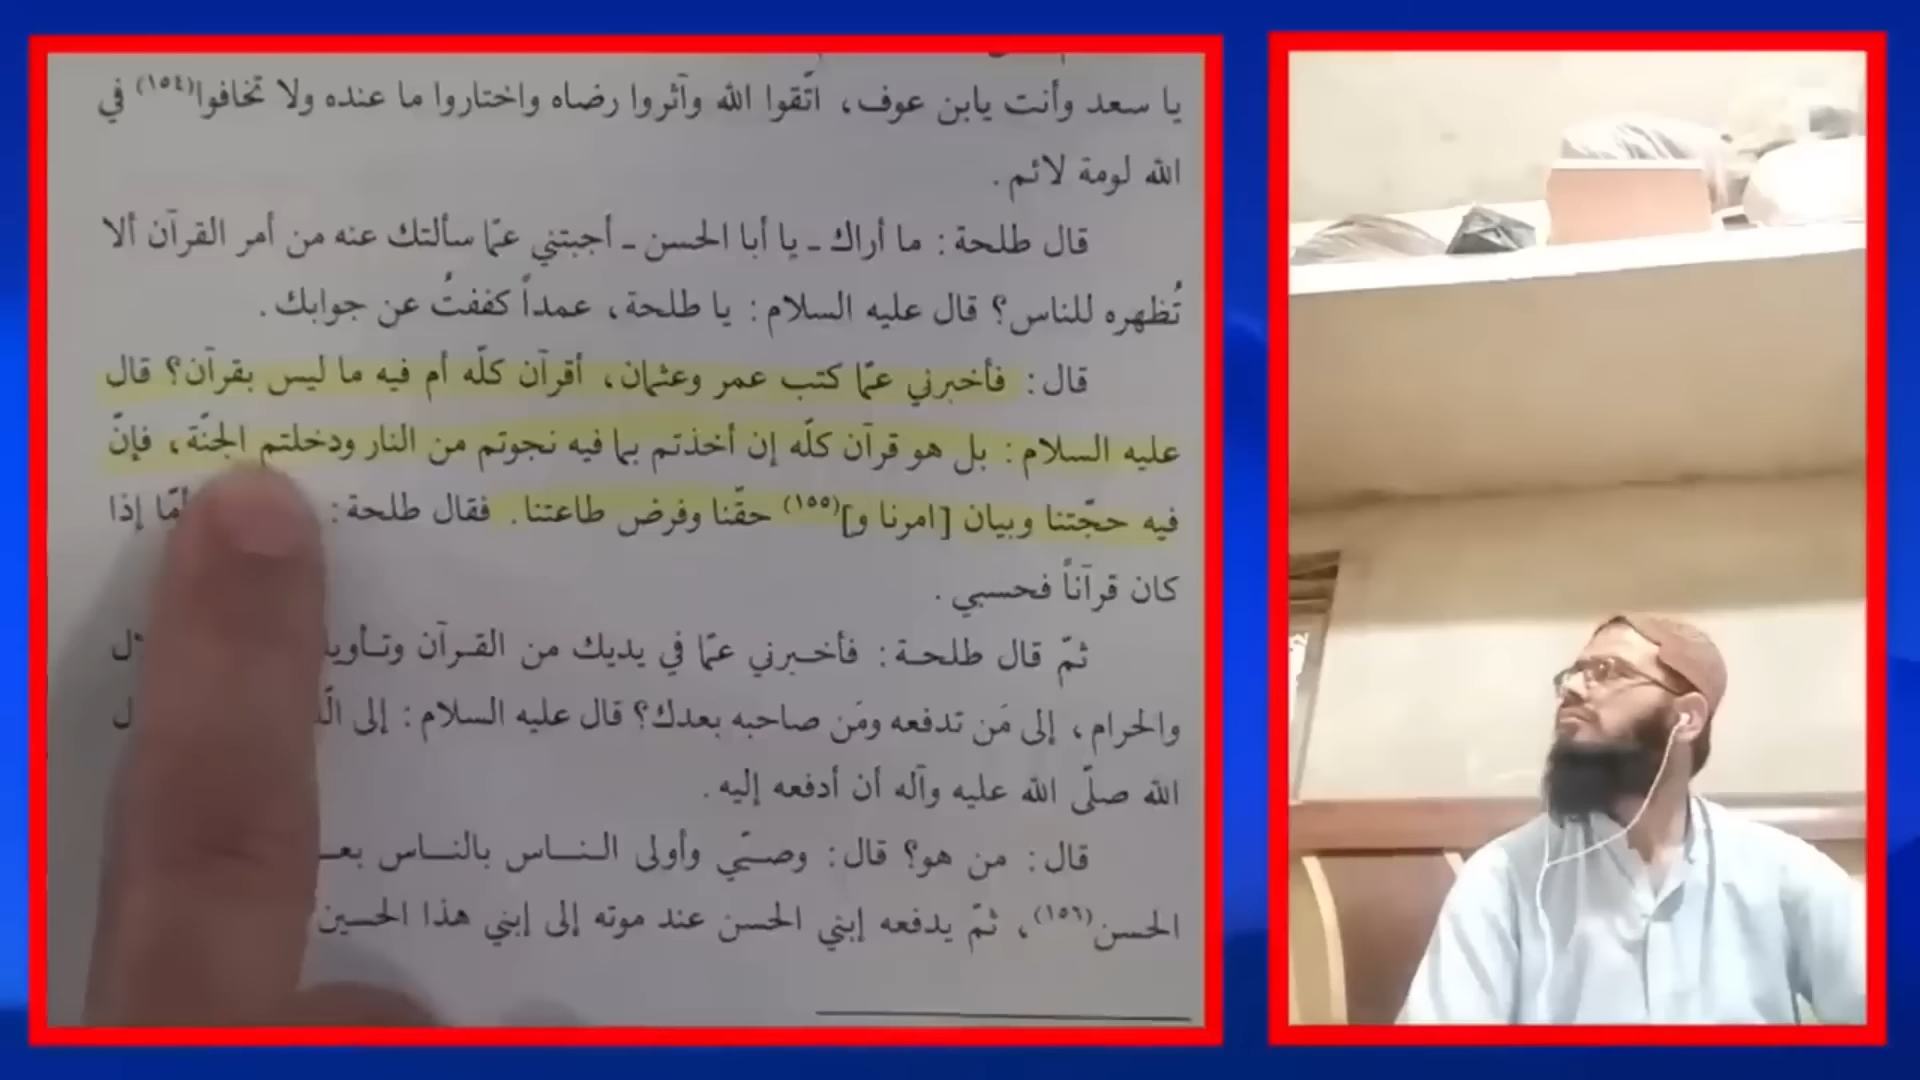 يا سعد وأنت يابن عوف، اتّقوا الله وآثروا رضاه واختاروا ما عنده ولا تخافوا(١٥٤) في
الله لومة لائم.
قال طلحة: ما أراك ـ يا أبا الحسن ـ أجبتني عمّا سألتك عنه من أمر القرآن ألا
تُظهره للناس؟ قال عليه السلام: يا طلحة، عمداً كففتُ عن جوابك.
قال: فأخبرني عمّا كتب عمر وعثمان، أقرآن كلّه أم فيه ما ليس بقرآن؟ قال
عليه السلام: بل هو قرآن كلّه إن أخذتم بما فيه نجوتم من النار ودخلتم الجنّة، فإنّ
فيه حجّتنا وبيان [امرنا و](١٥٥) حقّنا وفرض طاعتنا. فقال طلحة: أمّا إذا
كان قرآناً فحسبي.
ثمّ قال طلحة: فأخبرني عمّا في يديك من القرآن
والحرام، إلى مَن تدفعه ومَن صاحبه بعدك؟ قال عليه السلام: إلى
الله صلّى الله عليه وآله أن أدفعه إليه.
قال: من هو؟ قال: وصيّي وأولى الناس بالناس
الحسن(١٥٦)، ثمّ يدفعه إبني الحسن عند موته إلى إبني هذا الحسين